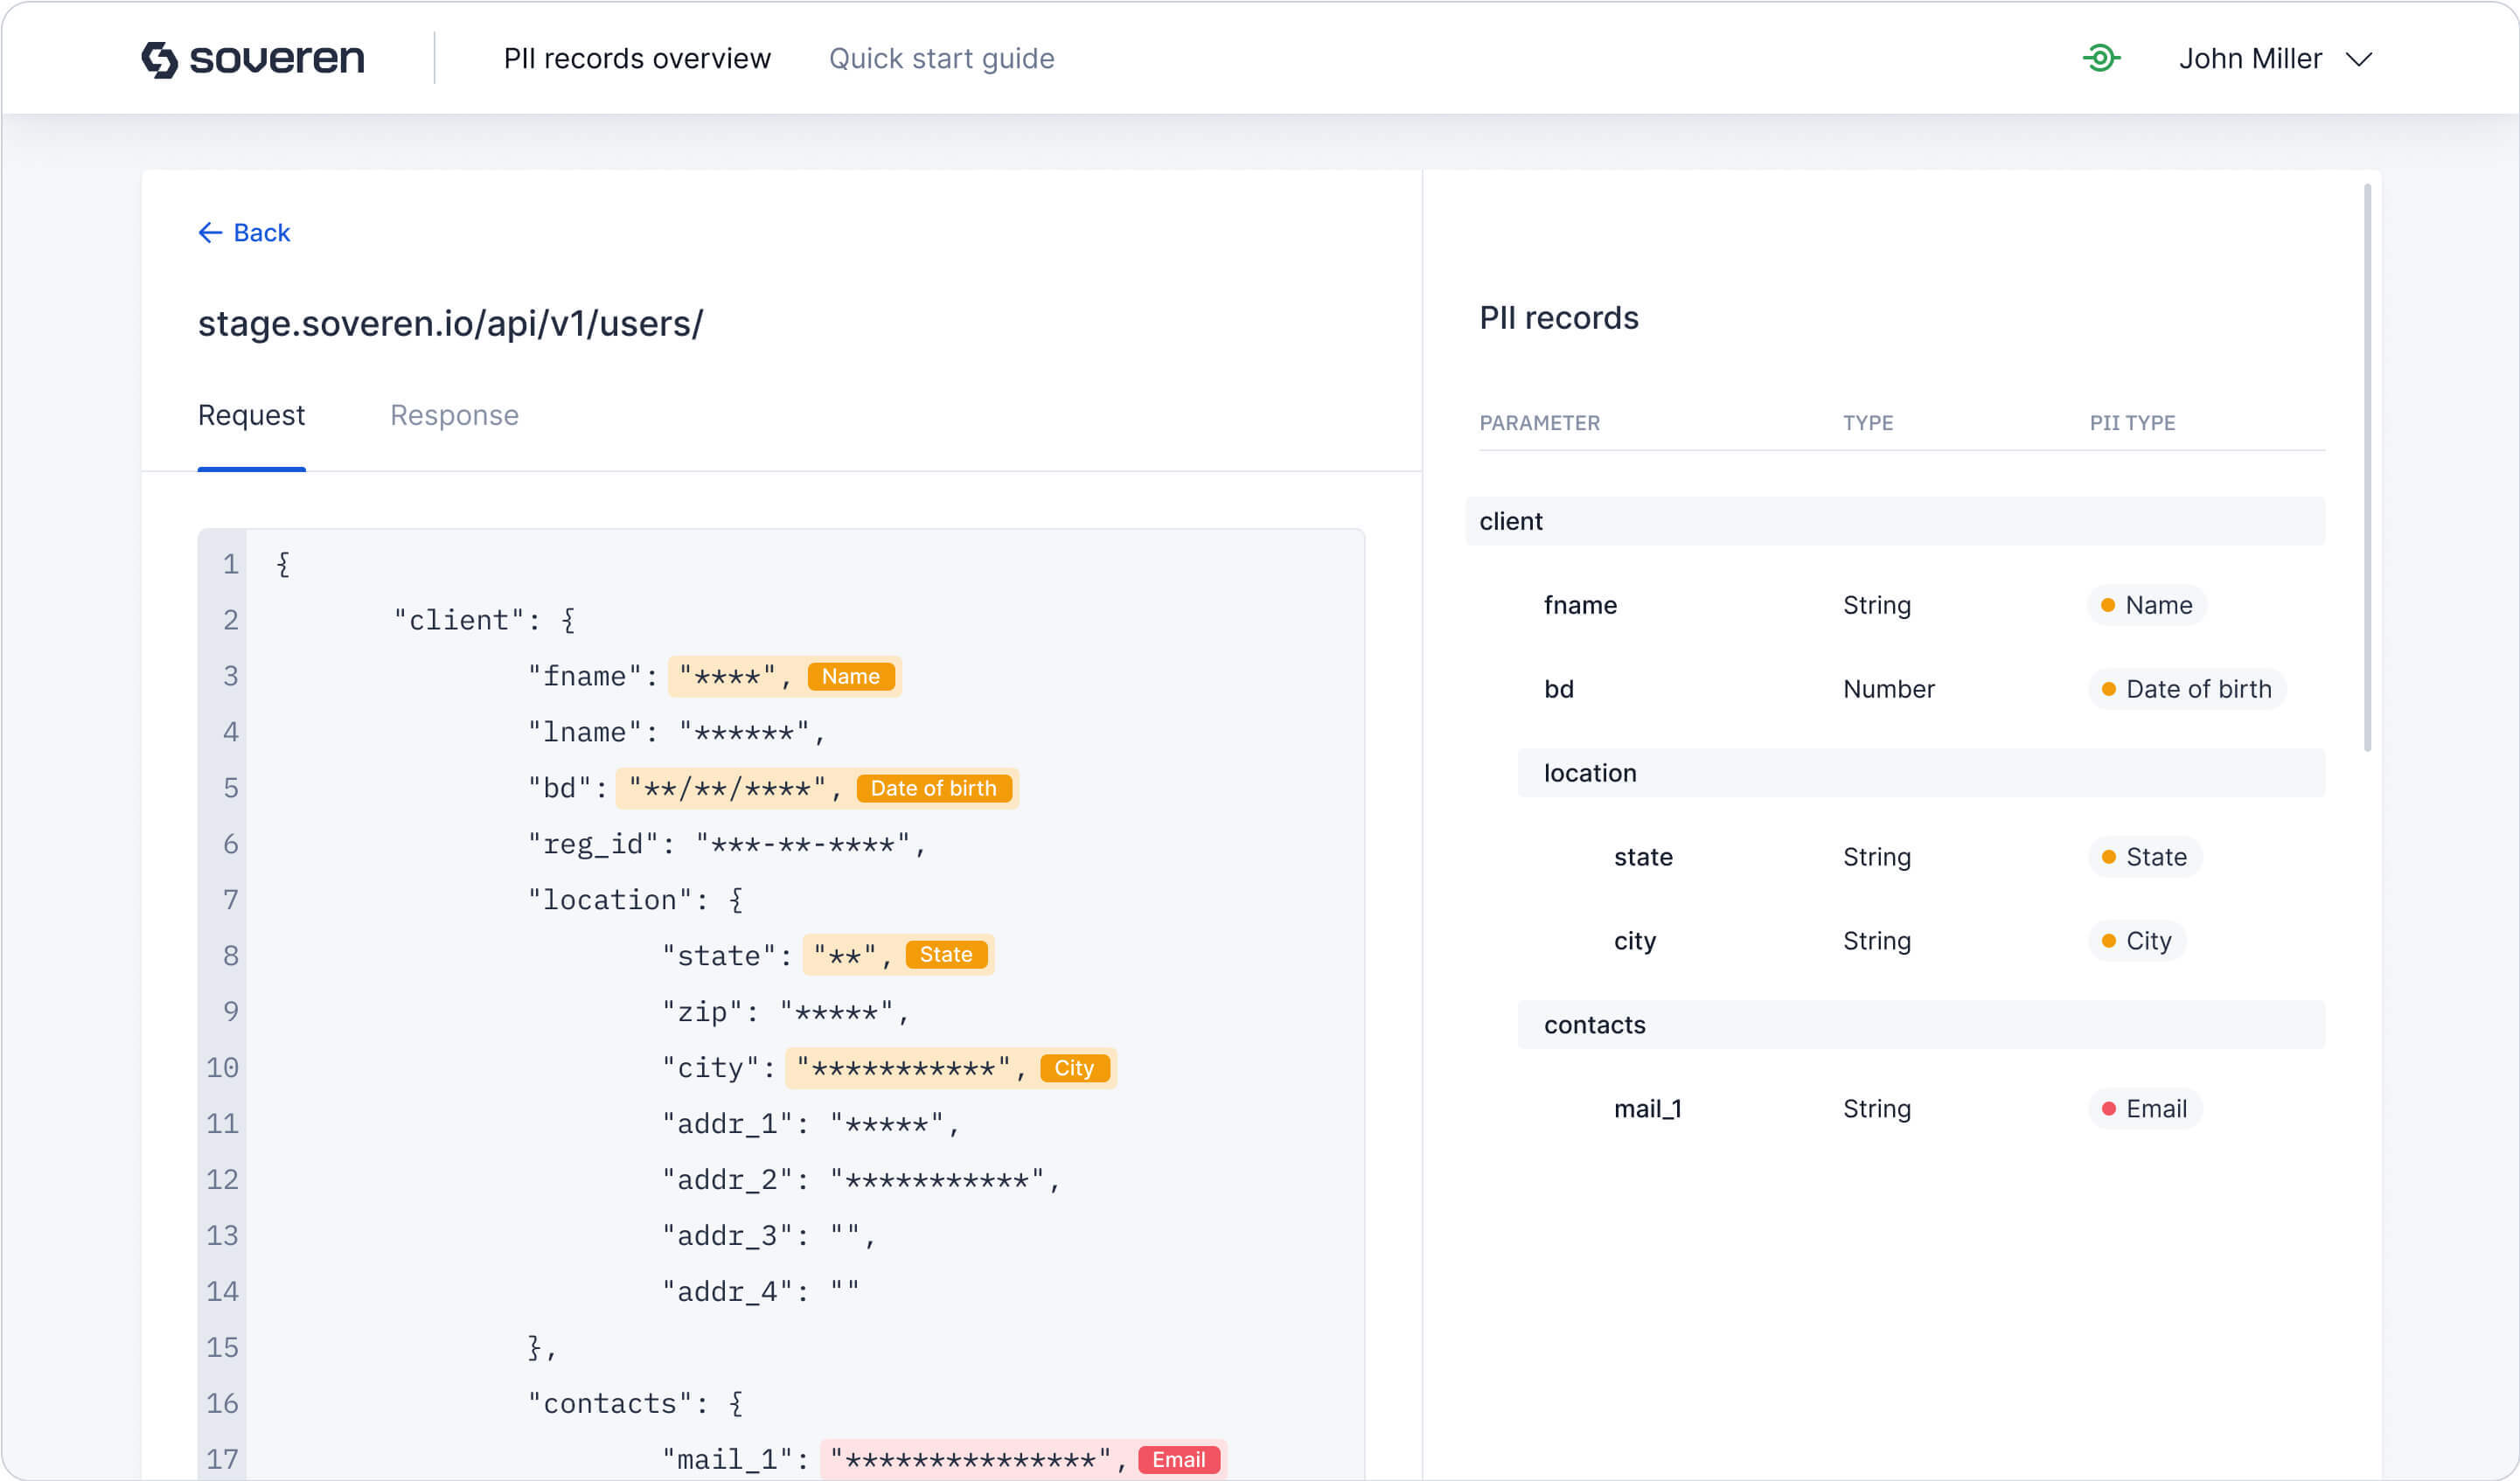 soveren
PII records overview
Quick start guide
John Miller
← Back
stage.soveren.io/api/v1/users/
Request
Response
1 {
2 "client": {
3 "fname": "****", Name
4 "lname": "******",
5 "bd": "**/**/****", Date of birth
6 "reg_id": "***-**-****",
7 "location": {
8 "state": "**", State
9 "zip": "*****",
10 "city": "***********", City
11 "addr_1": "*****",
12 "addr_2": "***********",
13 "addr_3": "",
14 "addr_4": ""
15 },
16 "contacts": {
17 "mail_1": "***************", Email
PII records
PARAMETER TYPE PII TYPE
client
fname String Name
bd Number Date of birth
location
state String State
city String City
contacts
mail_1 String Email